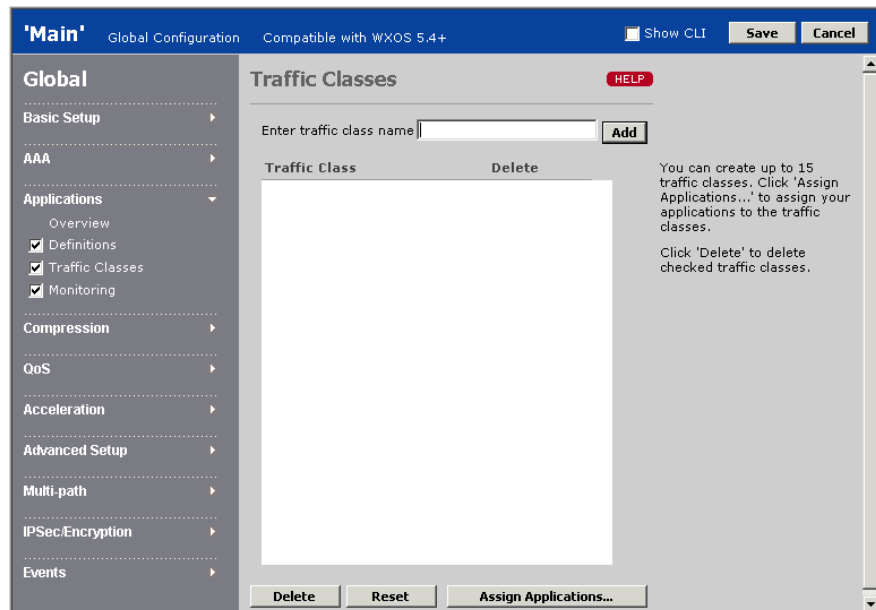 'Main' Global Configuration Compatible with WXOS 5.4+ Show CLI Save Cancel
Global
Basic Setup
AAA
Applications
Overview
Definitions
Traffic Classes
Monitoring
Compression
QoS
Acceleration
Advanced Setup
Multi-path
IPSec/Encryption
Events
Traffic Classes HELP
Enter traffic class name Add
Traffic Class Delete
You can create up to 15
traffic classes. Click 'Assign
Applications...' to assign your
applications to the traffic
classes.
Click 'Delete' to delete
checked traffic classes.
Delete Reset Assign Applications...